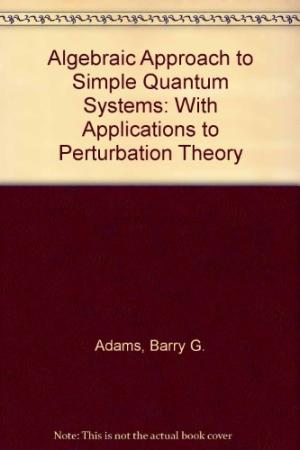 Algebraic Approach to
Simple Quantum
Systems: With
Applications to
Perturbation Theory
Adams, Barry G.
Note: This is not the actual book cover